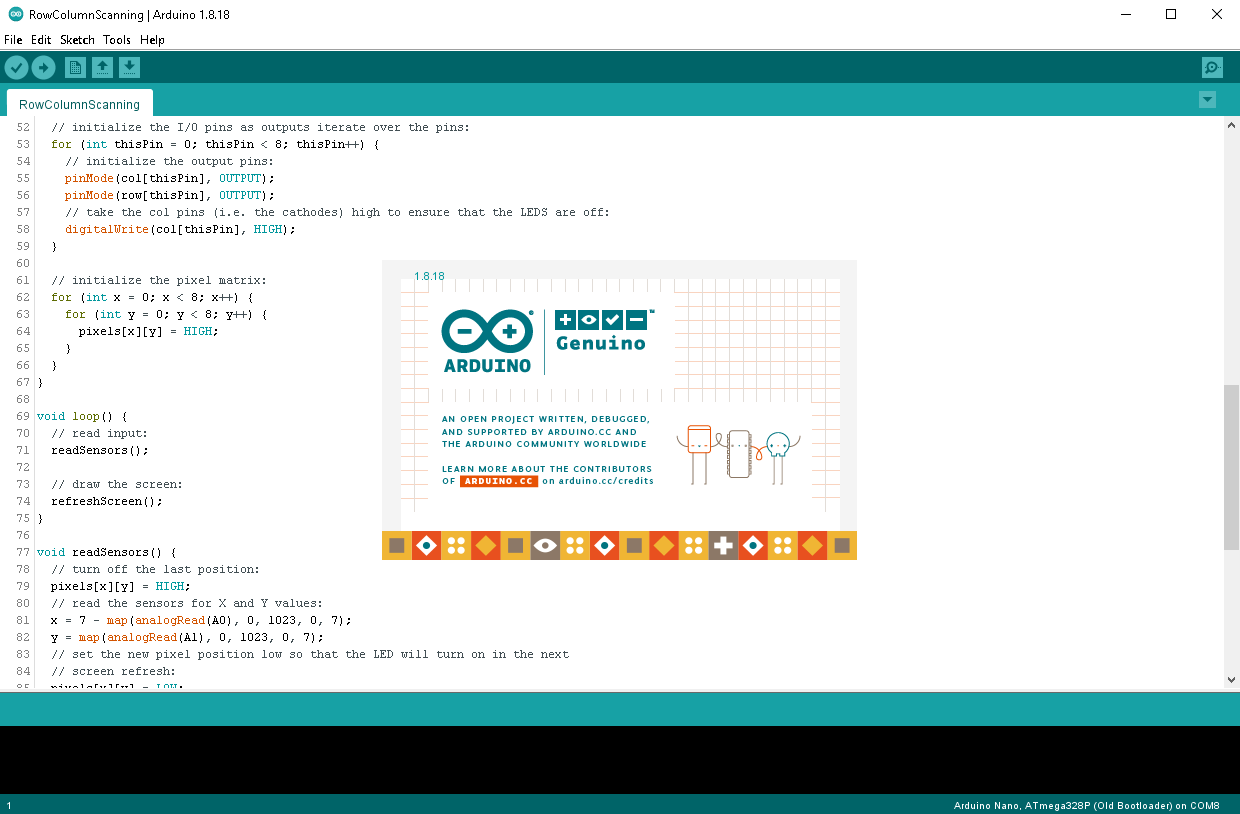 RowColumnScanning | Arduino 1.8.18
File Edit Sketch Tools Help
RowColumnScanning
52 // initialize the I/O pins as outputs iterate over the pins:
53 for (int thisPin = 0; thisPin < 8; thisPin++) {
54 // initialize the output pins:
55 pinMode(col[thisPin], OUTPUT);
56 pinMode(row[thisPin], OUTPUT);
57 // take the col pins (i.e. the cathodes) high to ensure that the LEDS are off:
58 digitalWrite(col[thisPin], HIGH);
59 }
60
61 // initialize the pixel matrix:
62 for (int x = 0; x < 8; x++) {
63 for (int y = 0; y < 8; y++) {
64 pixels[x][y] = HIGH;
65 }
66 }
67 }
68
69 void loop() {
70 // read input:
71 readSensors();
72
73 // draw the screen:
74 refreshScreen();
75 }
76
77 void readSensors() {
78 // turn off the last position:
79 pixels[x][y] = HIGH;
80 // read the sensors for X and Y values:
81 x = 7 - map(analogRead(A0), 0, 1023, 0, 7);
82 y = map(analogRead(A1), 0, 1023, 0, 7);
83 // set the new pixel position low so that the LED will turn on in the next
84 // screen refresh:
85 pixels[x][y] = LOW;
1.8.18
ARDUINO
Genuino
™
AN OPEN PROJECT WRITTEN, DEBUGGED,
AND SUPPORTED BY ARDUINO.CC AND
THE ARDUINO COMMUNITY WORLDWIDE
LEARN MORE ABOUT THE CONTRIBUTORS
OF ARDUINO.CC on arduino.cc/credits
1
Arduino Nano, ATmega328P (Old Bootloader) on COM8